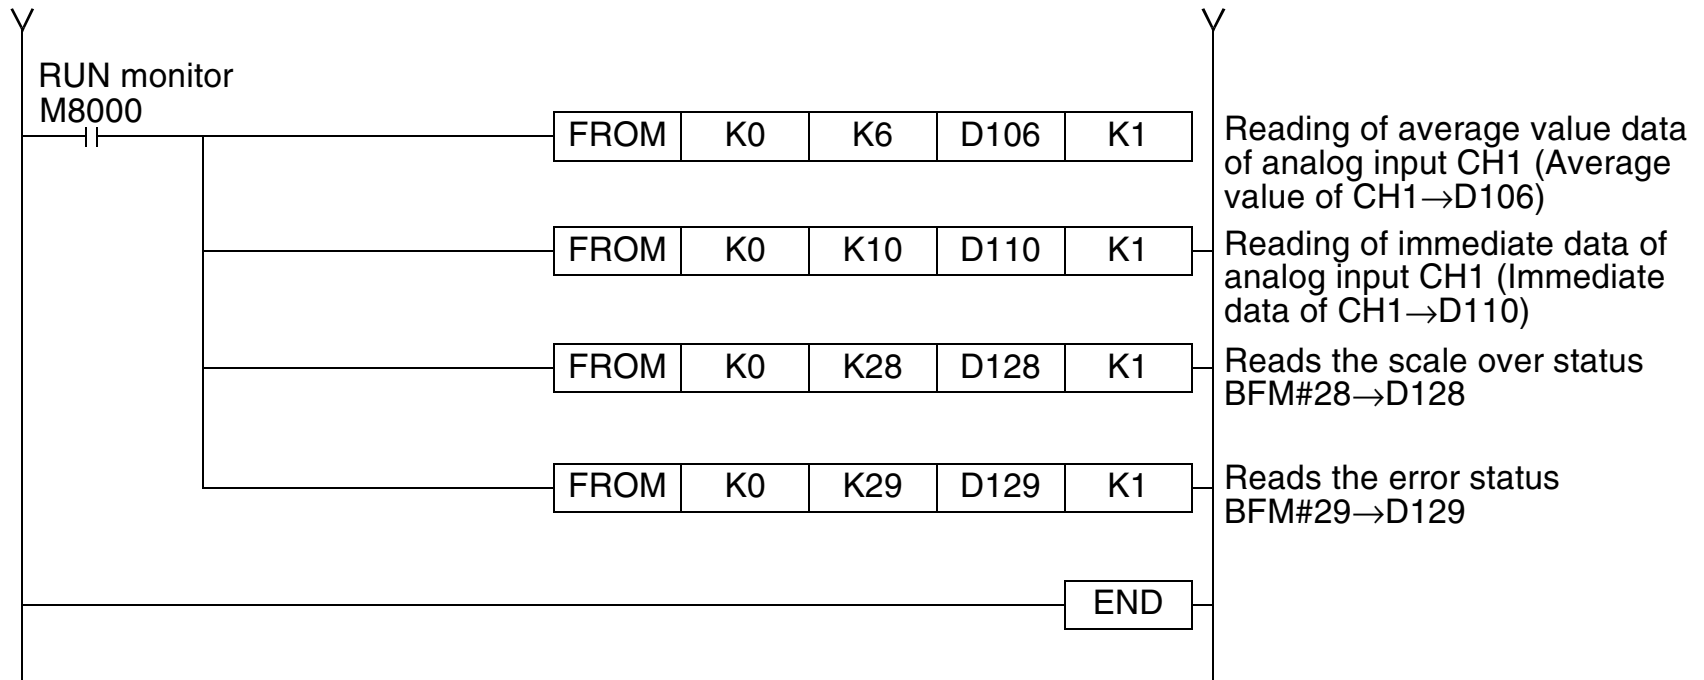 RUN monitor
M8000
FROM K0 K6 D106 K1
Reading of average value data
of analog input CH1 (Average
value of CH1→D106)
FROM K0 K10 D110 K1
Reading of immediate data of
analog input CH1 (Immediate
data of CH1→D110)
FROM K0 K28 D128 K1
Reads the scale over status
BFM#28→D128
FROM K0 K29 D129 K1
Reads the error status
BFM#29→D129
END